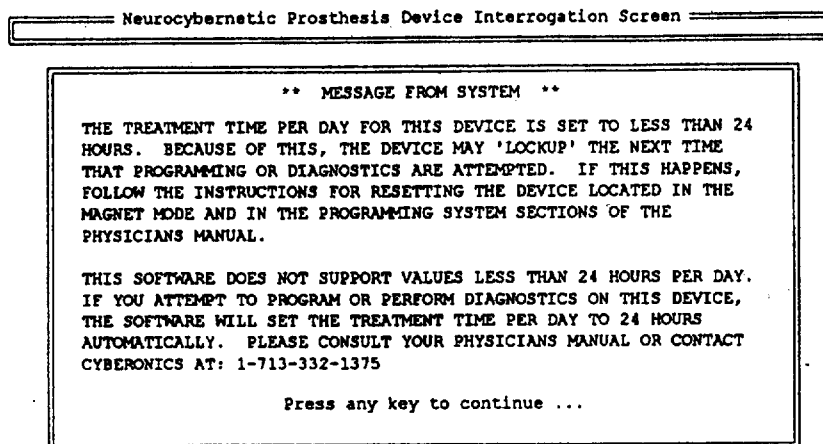 Neurocybernetic Prosthesis Device Interrogation Screen
** MESSAGE FROM SYSTEM **
THE TREATMENT TIME PER DAY FOR THIS DEVICE IS SET TO LESS THAN 24
HOURS. BECAUSE OF THIS, THE DEVICE MAY 'LOCKUP' THE NEXT TIME
THAT PROGRAMMING OR DIAGNOSTICS ARE ATTEMPTED. IF THIS HAPPENS,
FOLLOW THE INSTRUCTIONS FOR RESETTING THE DEVICE LOCATED IN THE
MAGNET MODE AND IN THE PROGRAMMING SYSTEM SECTIONS OF THE
PHYSICIANS MANUAL.
THIS SOFTWARE DOES NOT SUPPORT VALUES LESS THAN 24 HOURS PER DAY.
IF YOU ATTEMPT TO PROGRAM OR PERFORM DIAGNOSTICS ON THIS DEVICE,
THE SOFTWARE WILL SET THE TREATMENT TIME PER DAY TO 24 HOURS
AUTOMATICALLY. PLEASE CONSULT YOUR PHYSICIANS MANUAL OR CONTACT
CYBERONICS AT: 1-713-332-1375
Press any key to continue ...